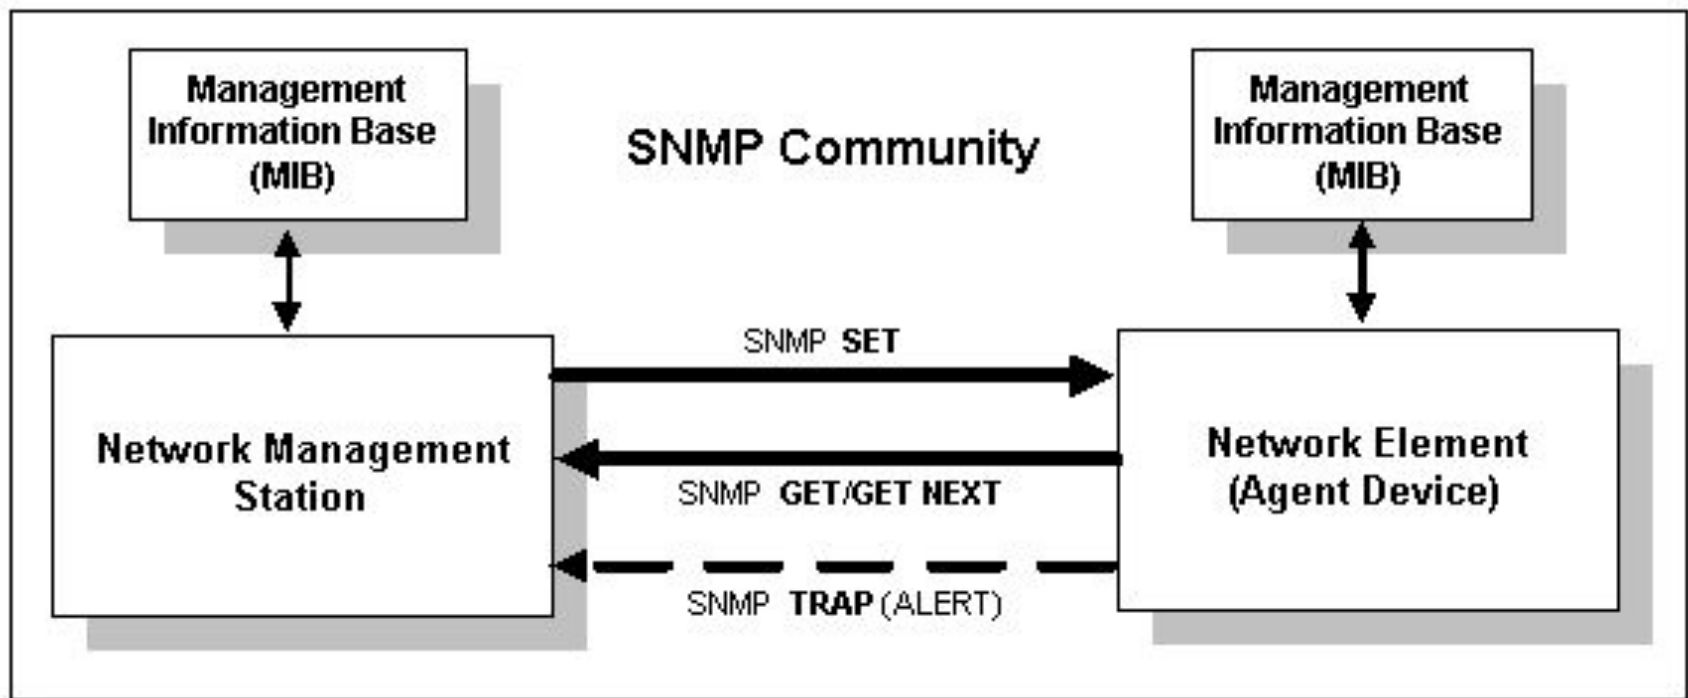 Management
Information Base
(MIB)
SNMP Community
Management
Information Base
(MIB)
SNMP SET
Network Management
Station
SNMP GET/GET NEXT
SNMP TRAP (ALERT)
Network Element
(Agent Device)